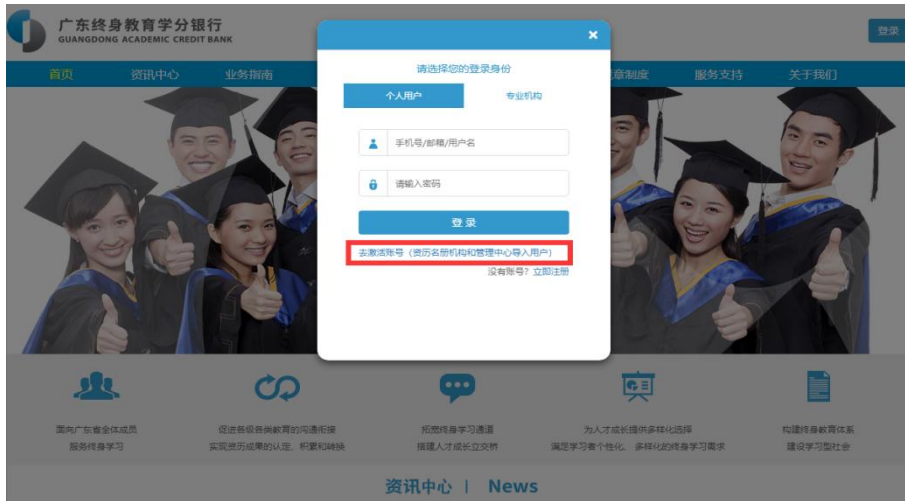 广东终身教育学分银行
GUANGDONG ACADEMIC CREDIT BANK
登录
首页
资讯中心
业务指南
章制度
服务支持
关于我们
×
请选择您的登录身份
个人用户
专业机构
手机号/邮箱/用户名
请输入密码
登 录
去激活账号（资历名册机构和管理中心导入用户）
没有账号？立即注册
面向广东省全体成员
服务终身学习
促进各级各类教育的沟通衔接
实现资历成果的认定、积累和转换
拓宽终身学习通道
搭建人才成长立交桥
为人才成长提供多样化选择
满足学习者个性化、多样化的终身学习需求
构建终身教育体系
建设学习型社会
资讯中心 | News